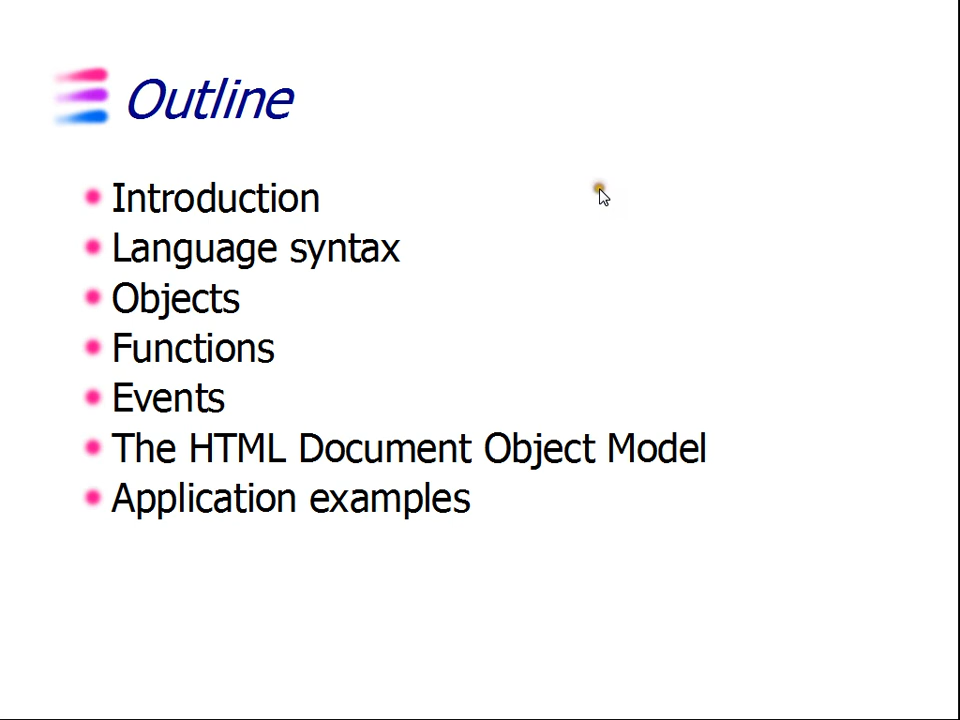 Outline
Introduction
Language syntax
Objects
Functions
Events
The HTML Document Object Model
Application examples